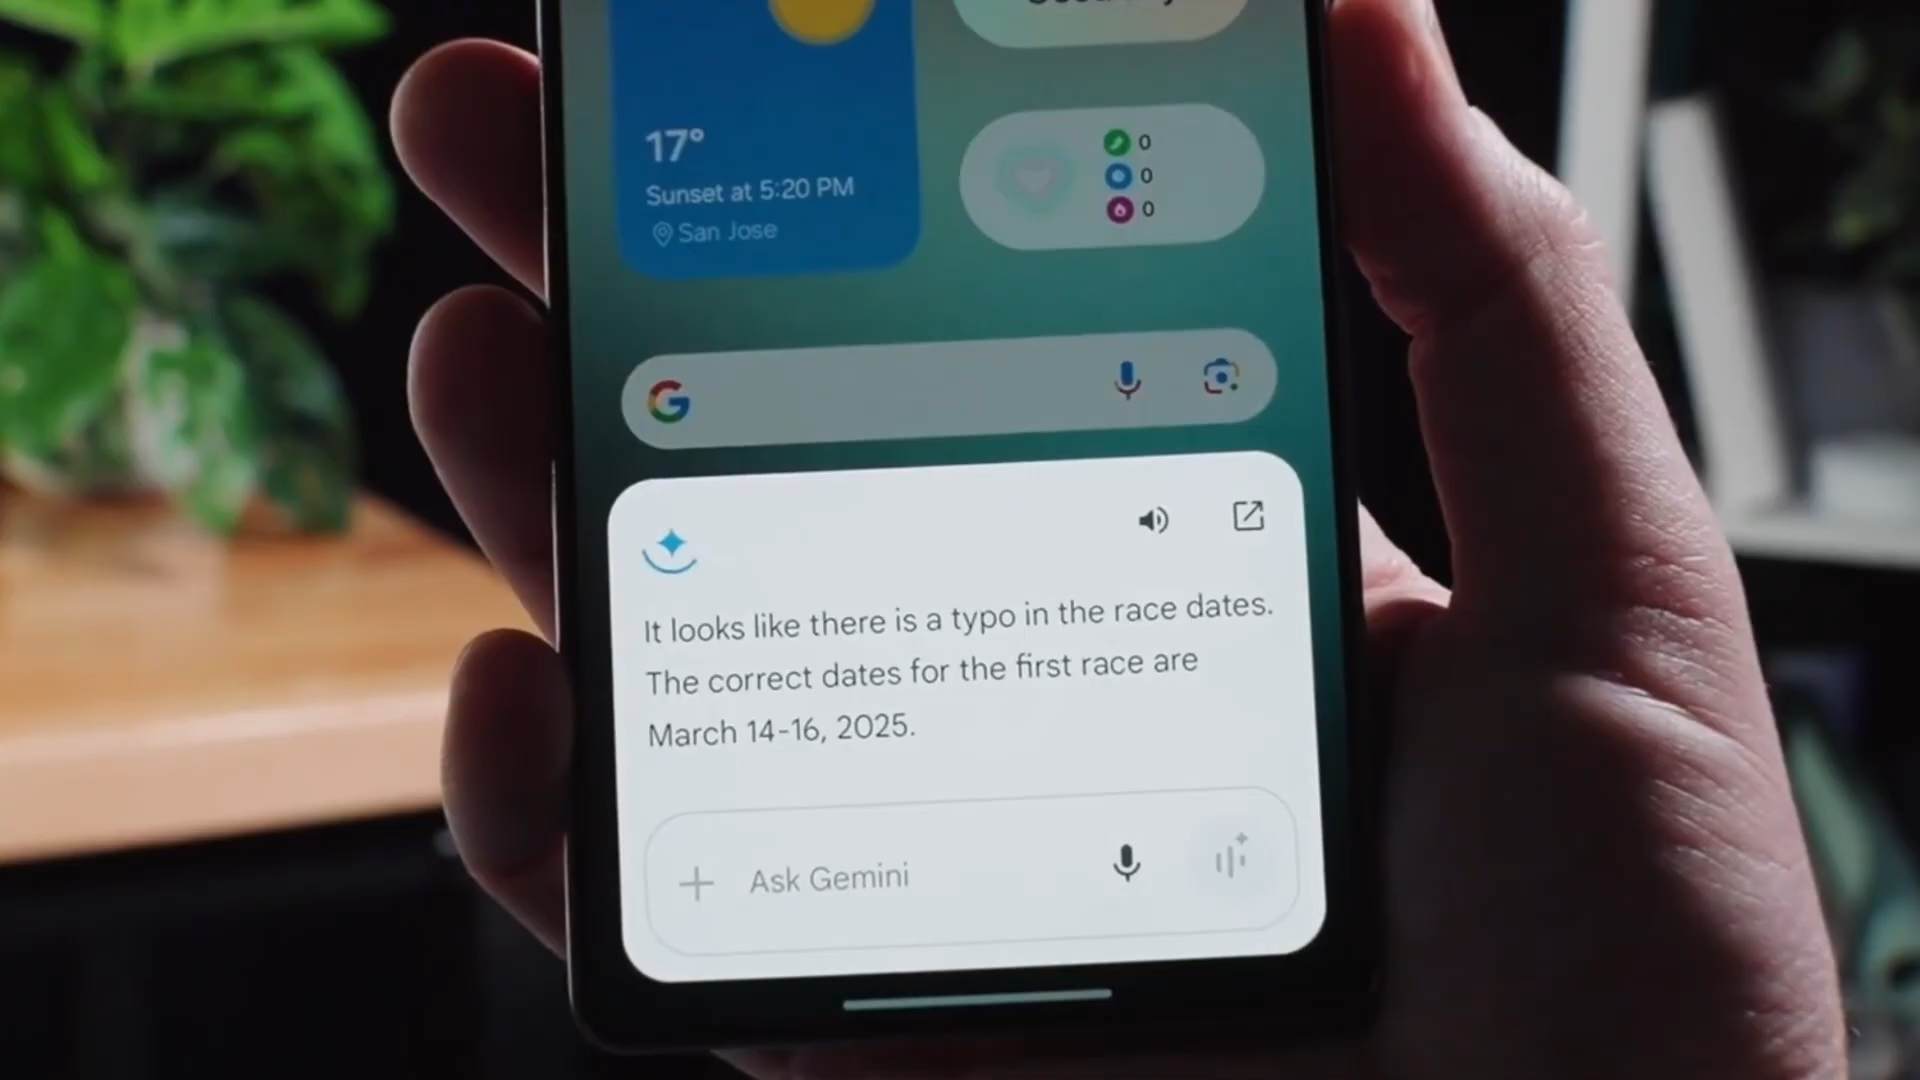 17°
Sunset at 5:20 PM
San Jose
0
0
0
G
It looks like there is a typo in the race dates.
The correct dates for the first race are
March 14-16, 2025.
Ask Gemini